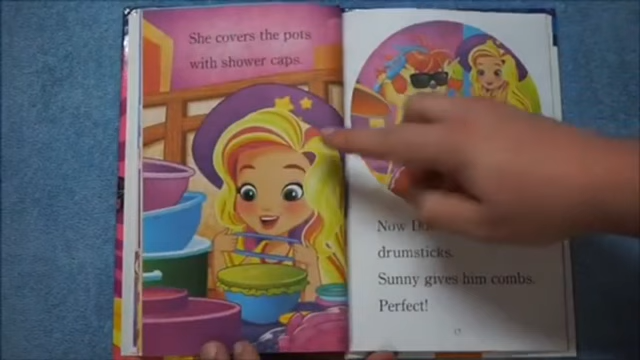 She covers the pots
with shower caps.
Now
drumsticks.
Sunny gives him combs.
Perfect!